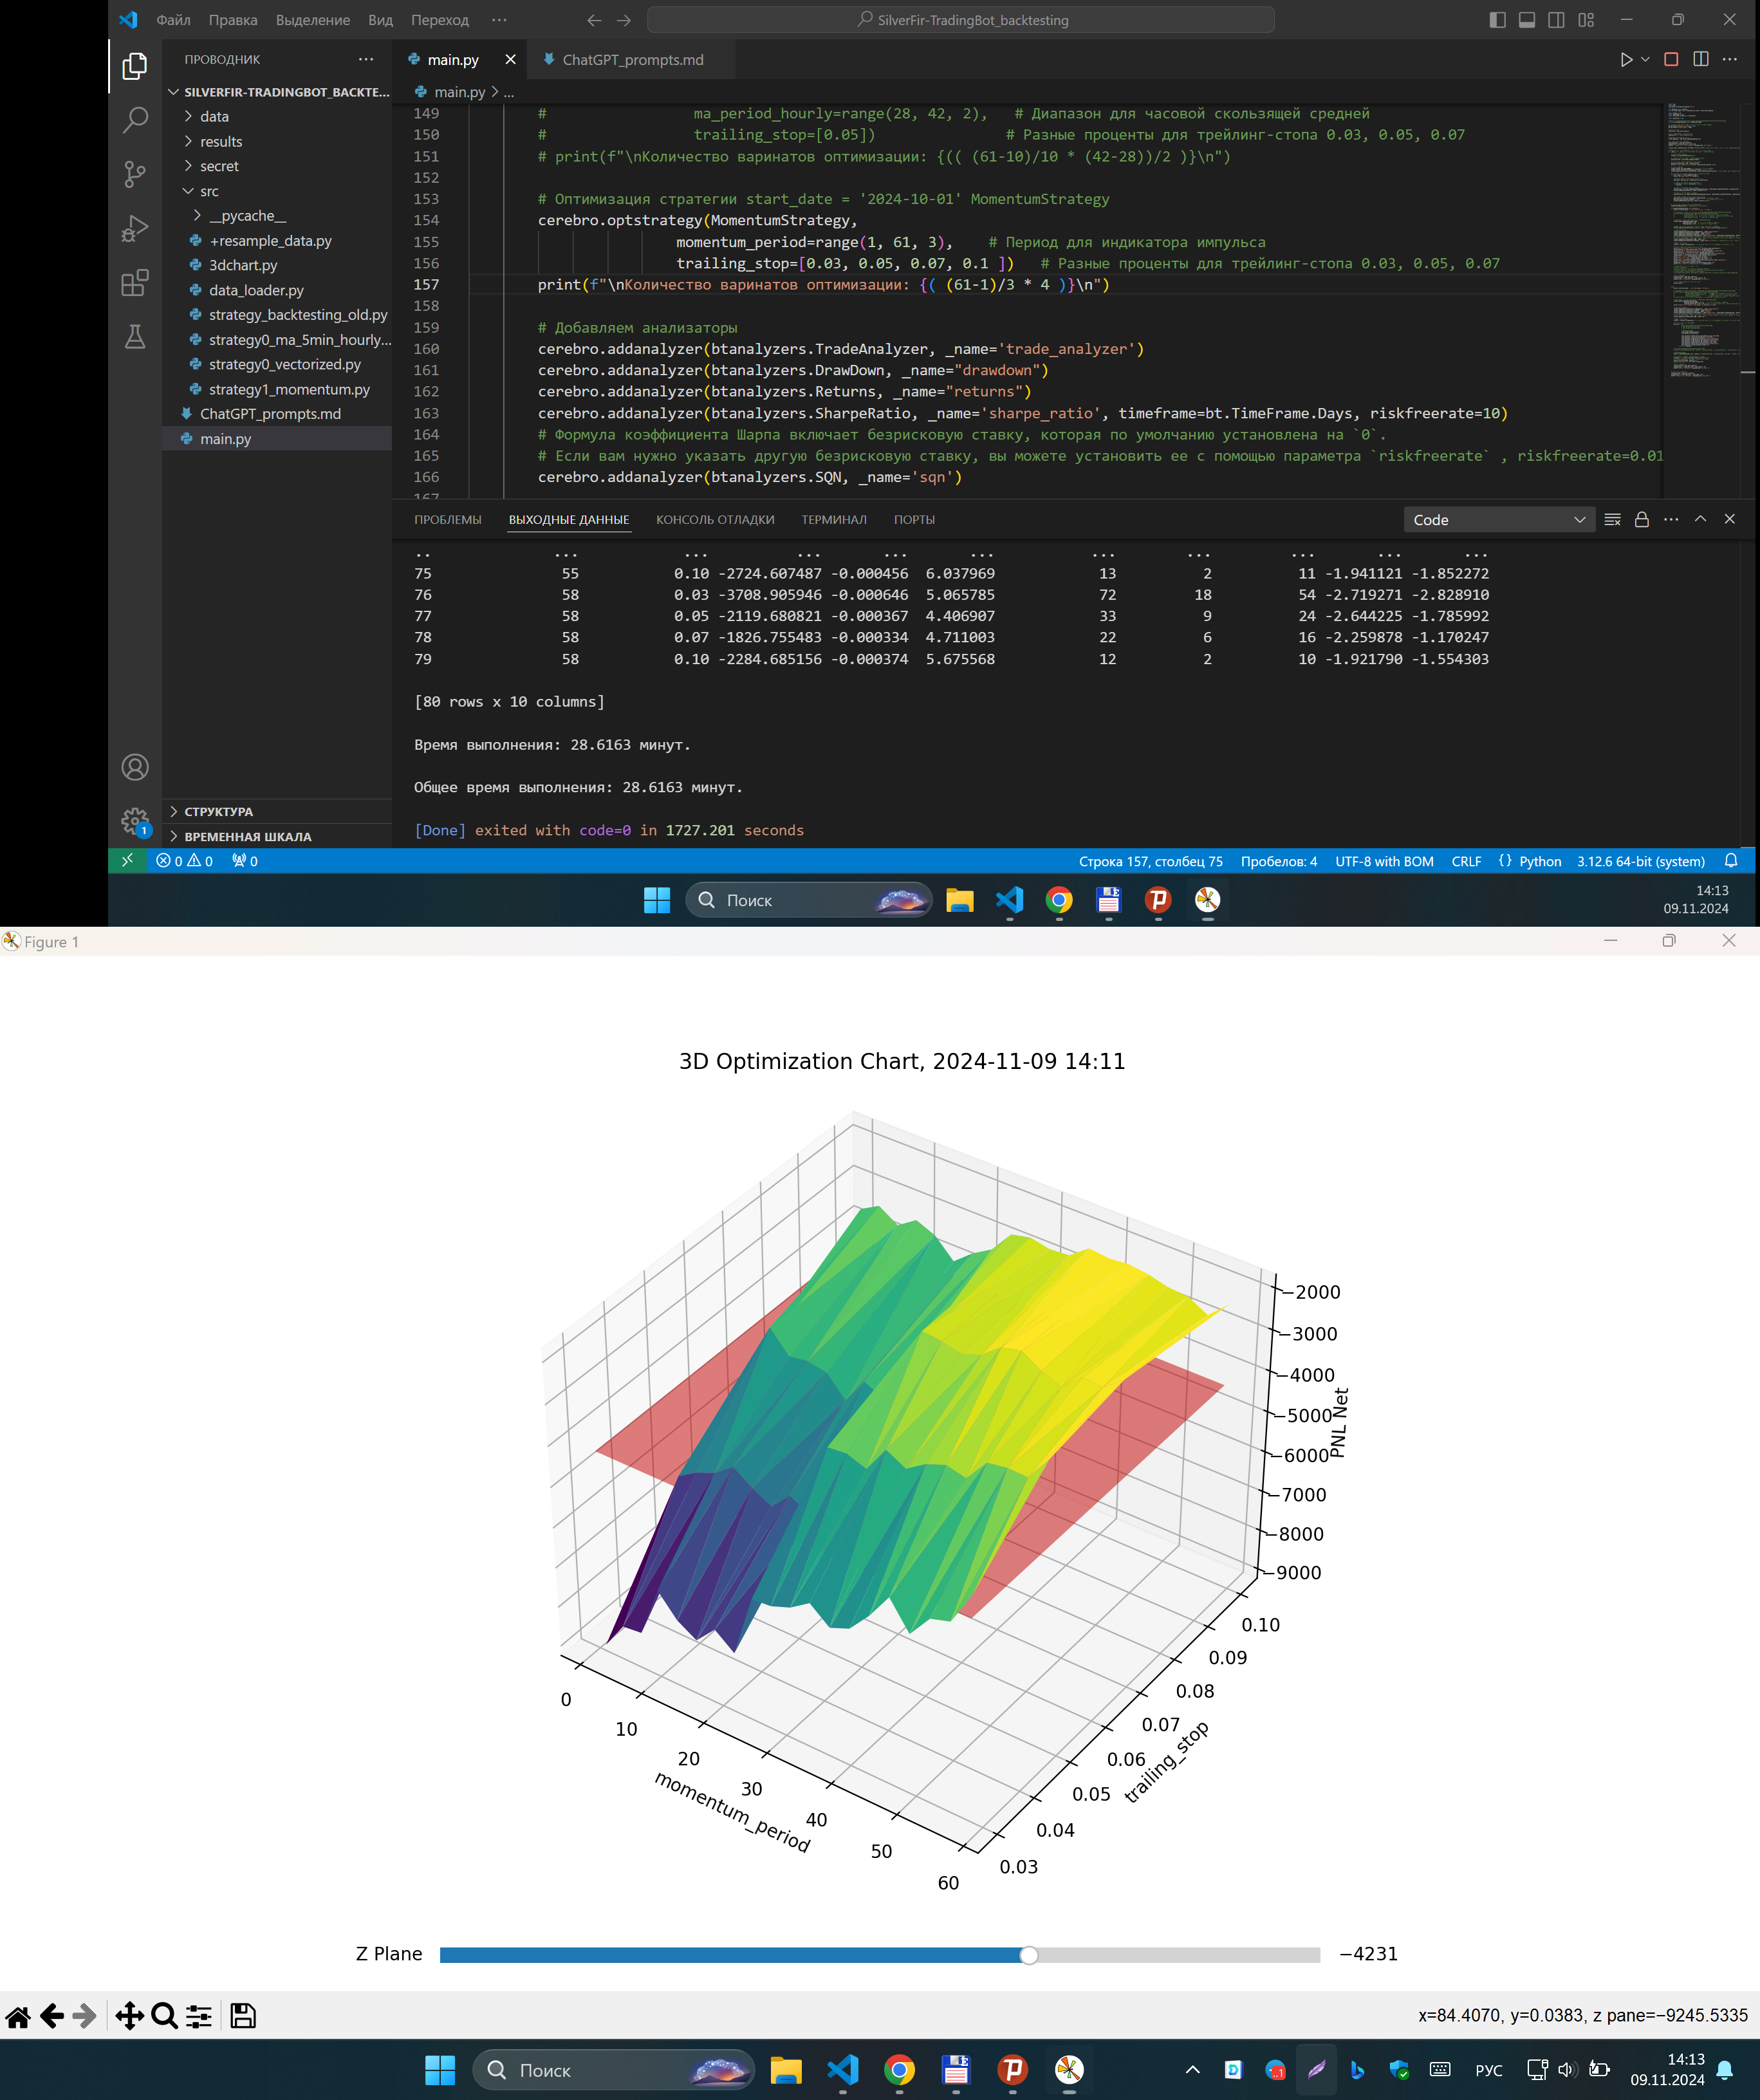 Файл Правка Выделение Вид Переход ··· SilverFir-TradingBot_backtesting
ПРОВОДНИК
SILVERFIR-TRADINGBOT_BACKTE...
data
results
secret
src
__pycache__
+resample_data.py
3dchart.py
data_loader.py
strategy_backtesting_old.py
strategy0_ma_5min_hourly...
strategy0_vectorized.py
strategy1_momentum.py
ChatGPT_prompts.md
main.py
СТРУКТУРА
ВРЕМЕННАЯ ШКАЛА
1
main.py ChatGPT_prompts.md
main.py > ...
149 # ma_period_hourly=range(28, 42, 2), # Диапазон для часовой скользящей средней
150 # trailing_stop=[0.05]) # Разные проценты для трейлинг-стопа 0.03, 0.05, 0.07
151 # print(f"\nКоличество варинатов оптимизации: {(( (61-10)/10 * (42-28))/2 )}\n")
152
153 # Оптимизация стратегии start_date = '2024-10-01' MomentumStrategy
154 cerebro.optstrategy(MomentumStrategy,
155 momentum_period=range(1, 61, 3), # Период для индикатора импульса
156 trailing_stop=[0.03, 0.05, 0.07, 0.1 ]) # Разные проценты для трейлинг-стопа 0.03, 0.05, 0.07
157 print(f"\nКоличество варинатов оптимизации: {( (61-1)/3 * 4 )}\n")
158
159 # Добавляем анализаторы
160 cerebro.addanalyzer(btanalyzers.TradeAnalyzer, _name='trade_analyzer')
161 cerebro.addanalyzer(btanalyzers.DrawDown, _name="drawdown")
162 cerebro.addanalyzer(btanalyzers.Returns, _name="returns")
163 cerebro.addanalyzer(btanalyzers.SharpeRatio, _name='sharpe_ratio', timeframe=bt.TimeFrame.Days, riskfreerate=10)
164 # Формула коэффициента Шарпа включает безрисковую ставку, которая по умолчанию установлена на `0`.
165 # Если вам нужно указать другую безрисковую ставку, вы можете установить ее с помощью параметра `riskfreerate` , riskfreerate=0.01
166 cerebro.addanalyzer(btanalyzers.SQN, _name='sqn')
167
ПРОБЛЕМЫ ВЫХОДНЫЕ ДАННЫЕ КОНСОЛЬ ОТЛАДКИ ТЕРМИНАЛ ПОРТЫ Code
.. ... ... ... ... ... ... ... ... ... ...
75 55 0.10 -2724.607487 -0.000456 6.037969 13 2 11 -1.941121 -1.852272
76 58 0.03 -3708.905946 -0.000646 5.065785 72 18 54 -2.719271 -2.828910
77 58 0.05 -2119.680821 -0.000367 4.406907 33 9 24 -2.644225 -1.785992
78 58 0.07 -1826.755483 -0.000334 4.711003 22 6 16 -2.259878 -1.170247
79 58 0.10 -2284.685156 -0.000374 5.675568 12 2 10 -1.921790 -1.554303
[80 rows x 10 columns]
Время выполнения: 28.6163 минут.
Общее время выполнения: 28.6163 минут.
[Done] exited with code=0 in 1727.201 seconds
0 0 0 Строка 157, столбец 75 Пробелов: 4 UTF-8 with BOM CRLF {} Python 3.12.6 64-bit (system)
Поиск 14:13
09.11.2024
Figure 1
3D Optimization Chart, 2024-11-09 14:11
−2000
−3000
−4000
−5000
−6000
−7000
−8000
−9000
PNL Net
0.10
0.09
0.08
0.07
0.06
0.05
0.04
0.03
trailing_stop
0
10
20
30
40
50
60
momentum_period
Z Plane −4231
x=84.4070, y=0.0383, z pane=−9245.5335
Поиск РУС 14:13
09.11.2024